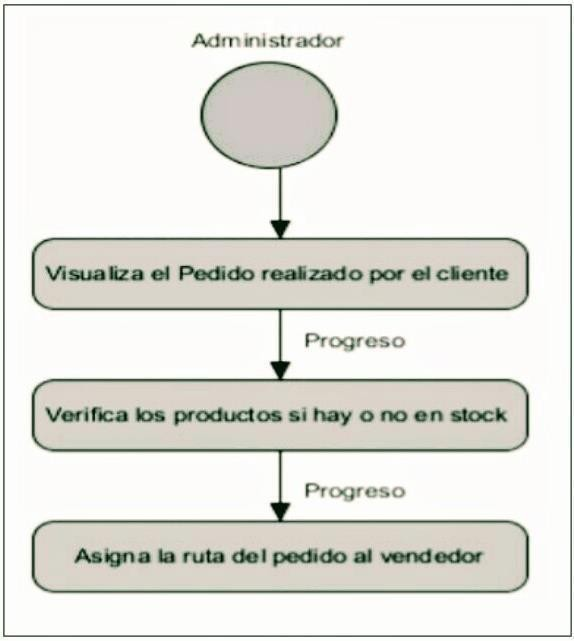 Administrador
Visualiza el Pedido realizado por el cliente
Progreso
Verifica los productos si hay o no en stock
Progreso
Asigna la ruta del pedido al vendedor